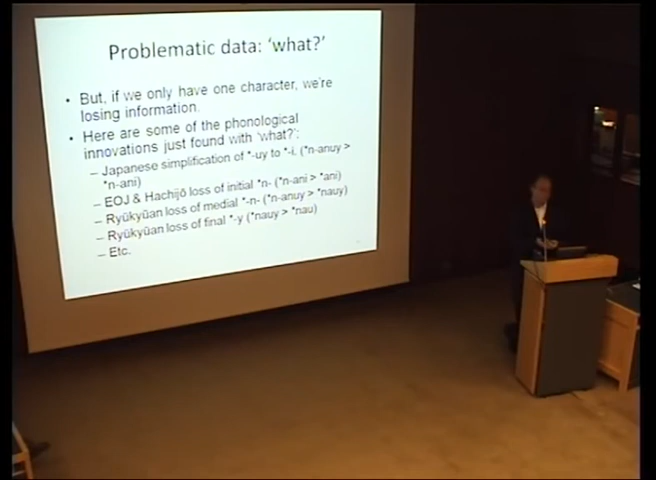 Problematic data: 'what?'
• But, if we only have one character, we're
losing information.
• Here are some of the phonological
innovations just found with 'what?':
– Japanese simplification of *-uy to *-i. (*n-anuy >
*n-ani)
– EOJ & Hachijō loss of initial *n- (*n-ani > *ani)
– Ryūkyūan loss of medial *-n- (*n-anuy > *nauy)
– Ryūkyūan loss of final *-y (*nauy > *nau)
– Etc.